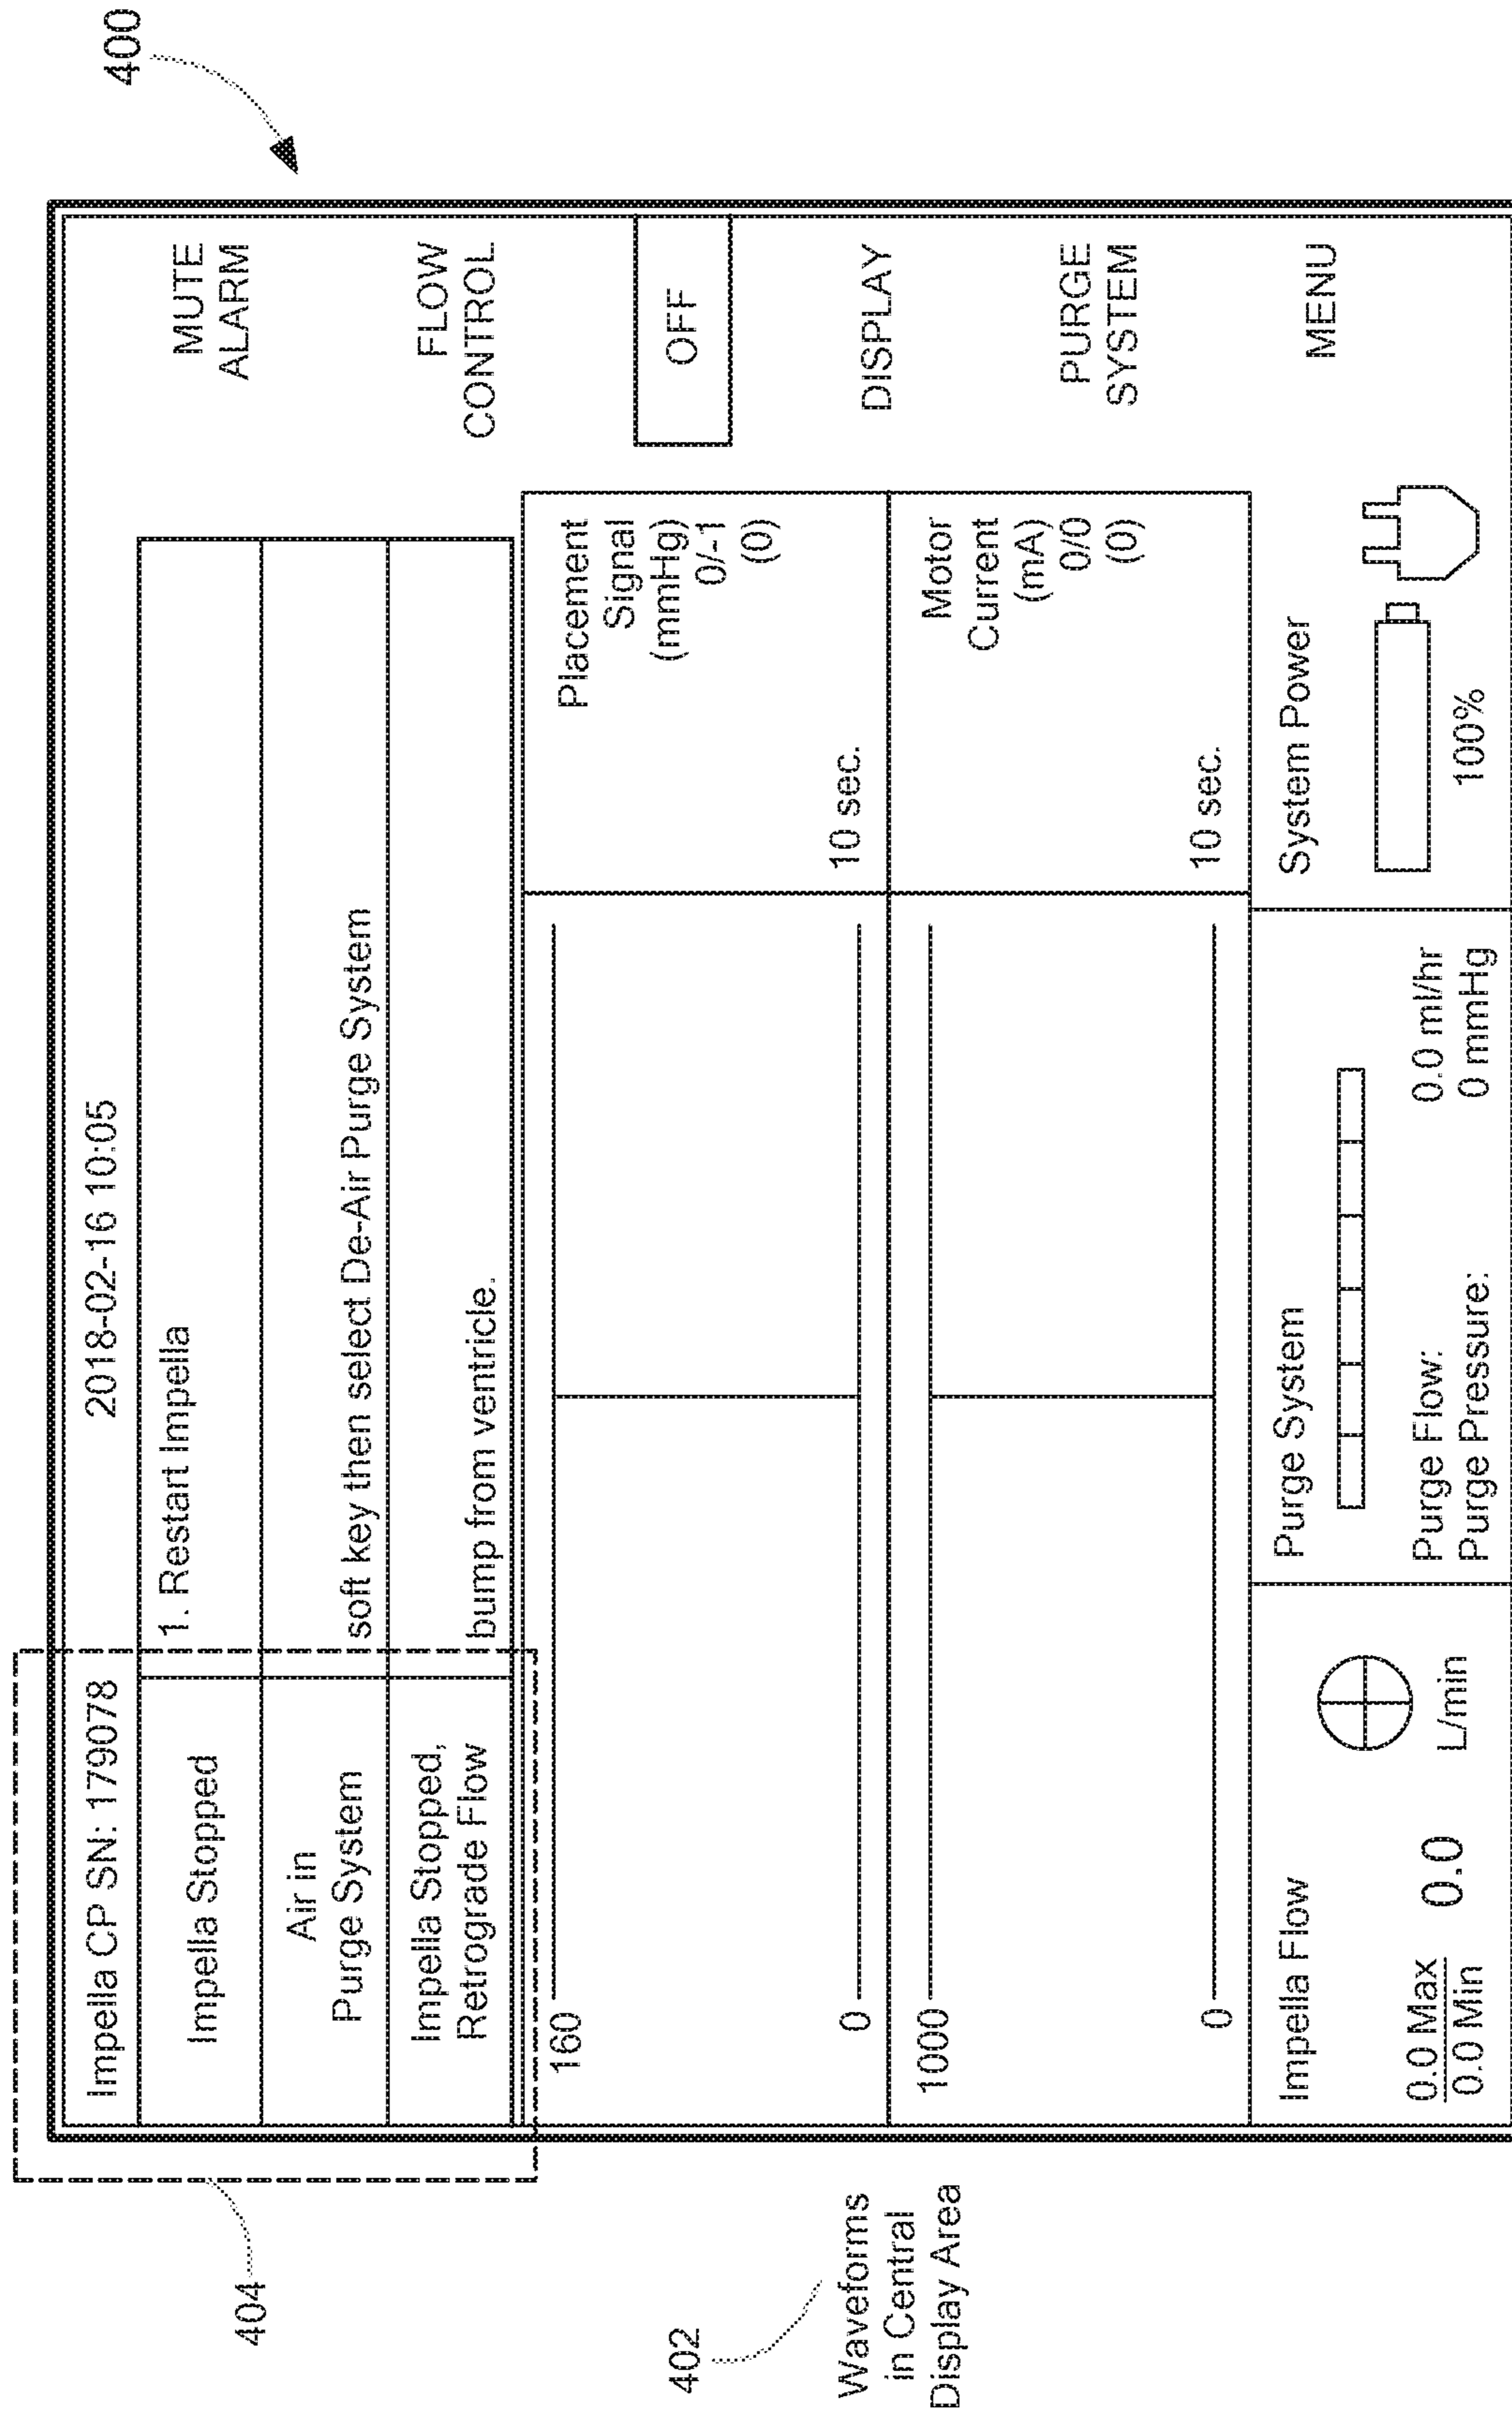 400
Impella CP SN: 179078
2018-02-16 10:05
MUTE
ALARM
Impella Stopped
1. Restart Impella
Air in
Purge System
soft key then select De-Air Purge System
Impella Stopped,
Retrograde Flow
bump from ventricle.
FLOW
CONTROL
404
160
0
Placement
Signal
(mmHg)
0/-1
(0)
10 sec.
OFF
402
Waveforms
in Central
Display Area
1000
0
Motor
Current
(mA)
0/0
(0)
10 sec.
DISPLAY
PURGE
SYSTEM
Impella Flow
0.0 Max
0.0 Min
0.0
L/min
Purge System
Purge Flow: 0.0 ml/hr
Purge Pressure: 0 mmHg
System Power
100%
MENU